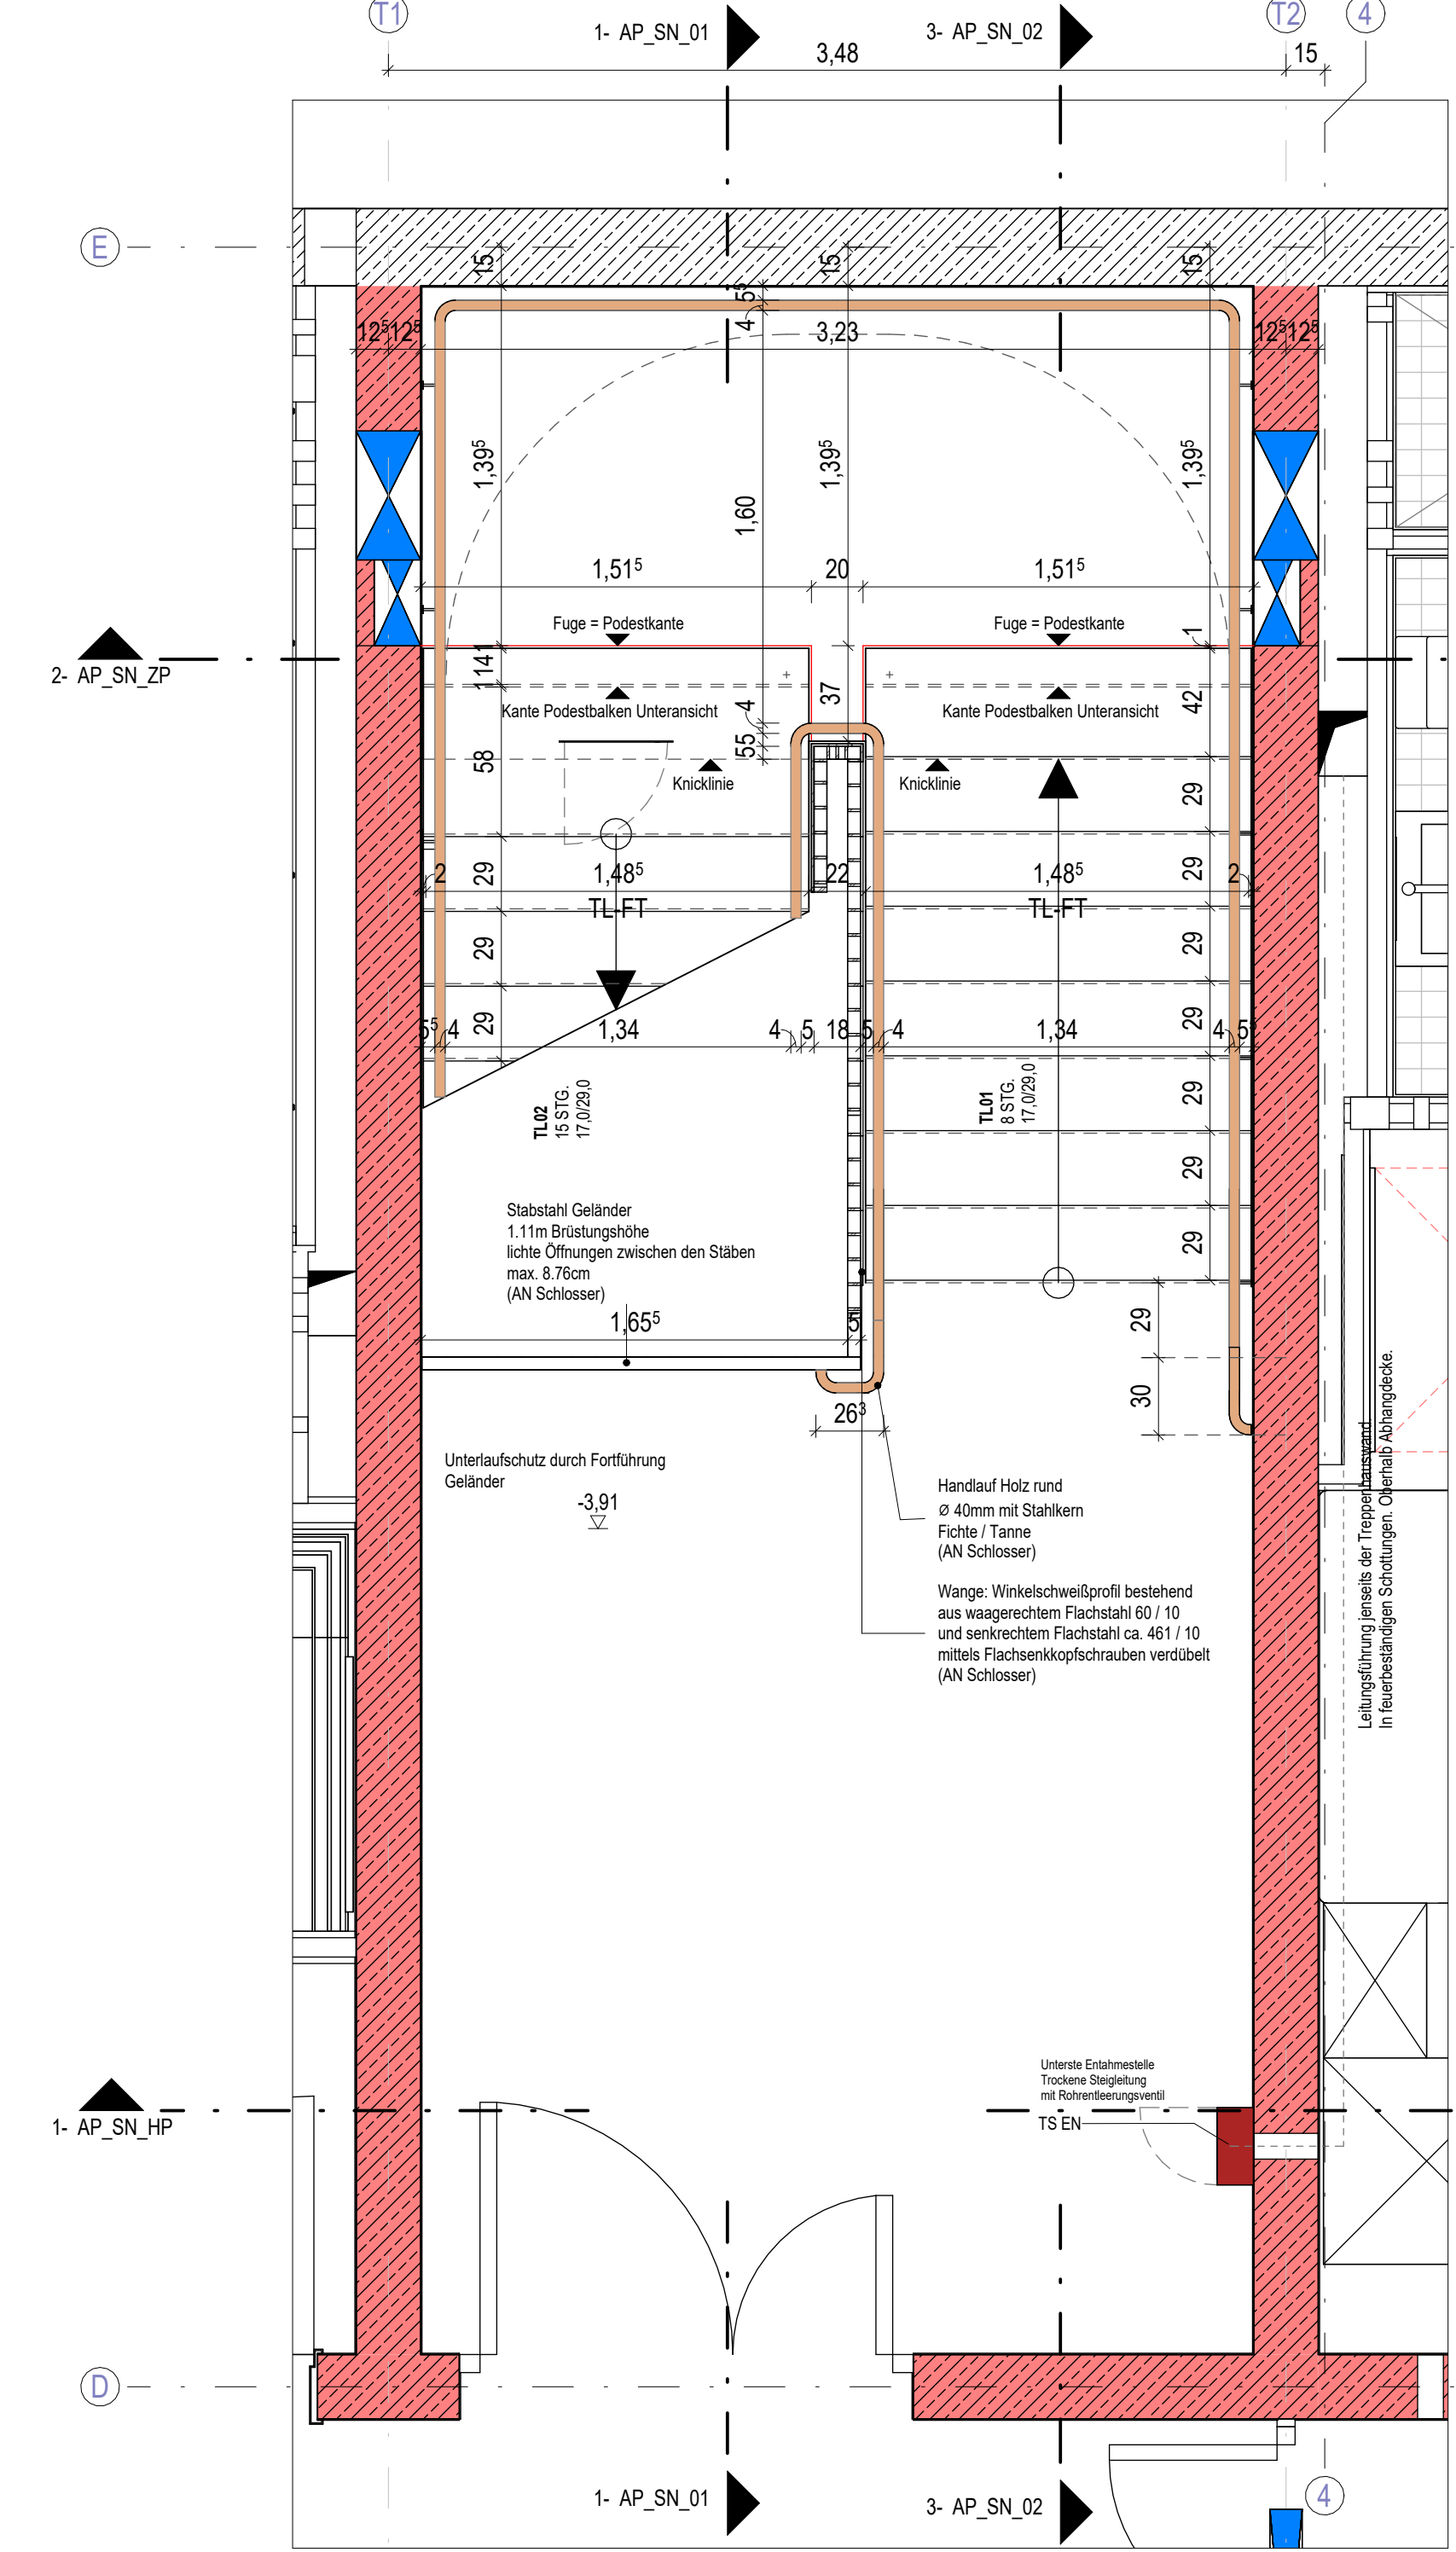 T1
T2
4
1- AP_SN_01
3- AP_SN_02
3,48
15
E
15
15
15
5⁵
4
12⁵
12⁵
3,23
12⁵
12⁵
1,39⁵
1,39⁵
1,39⁵
1,60
1,51⁵
20
1,51⁵
Fuge = Podestkante
Fuge = Podestkante
1
1
14
2- AP_SN_ZP
37
42
4
Kante Podestbalken Unteransicht
Kante Podestbalken Unteransicht
55
58
Knicklinie
Knicklinie
29
2
1,48⁵
22
1,48⁵
2
29
29
TL-FT
TL-FT
29
29
29
29
5⁵
4
1,34
4
5
18
5
4
1,34
4
5⁵
29
TL02
15 STG.
17,0/29,0
TL01
8 STG.
17,0/29,0
29
29
Stabstahl Geländer
1.11m Brüstungshöhe
lichte Öffnungen zwischen den Stäben
max. 8.76cm
(AN Schlosser)
29
1,65⁵
5
29
30
26³
Unterlaufschutz durch Fortführung
Geländer
-3,91
Handlauf Holz rund
Ø 40mm mit Stahlkern
Fichte / Tanne
(AN Schlosser)
Wange: Winkelschweißprofil bestehend
aus waagerechtem Flachstahl 60 / 10
und senkrechtem Flachstahl ca. 461 / 10
mittels Flachsenkkopfschrauben verdübelt
(AN Schlosser)
Leitungsführung jenseits der Treppenhauswand.
In feuerbeständigen Schottungen. Oberhalb Abhangdecke.
Unterste Entahmestelle
Trockene Steigleitung
mit Rohrentleerungsventil
TS EN
1- AP_SN_HP
D
1- AP_SN_01
3- AP_SN_02
4